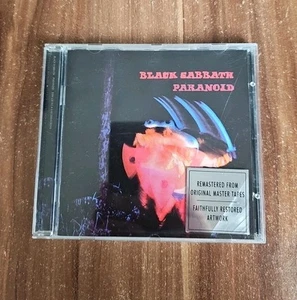 BLACK SABBATH
PARANOID
REMASTERED FROM
ORIGINAL MASTER TAPES
FAITHFULLY RESTORED
ARTWORK